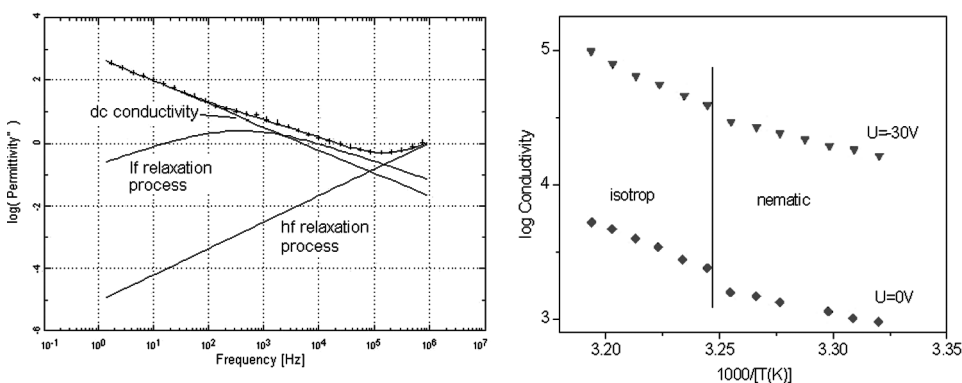 4
2
0
-2
-4
-6
log( Permittivity"  )
dc conductivity
lf relaxation
process
hf relaxation
process
10-1 100 101 102 103 104 105 106 107
Frequency [Hz]
5
4
3
log Conductivity
U=-30V
isotrop
nematic
U=0V
3.20 3.25 3.30 3.35
1000/[T(K)]